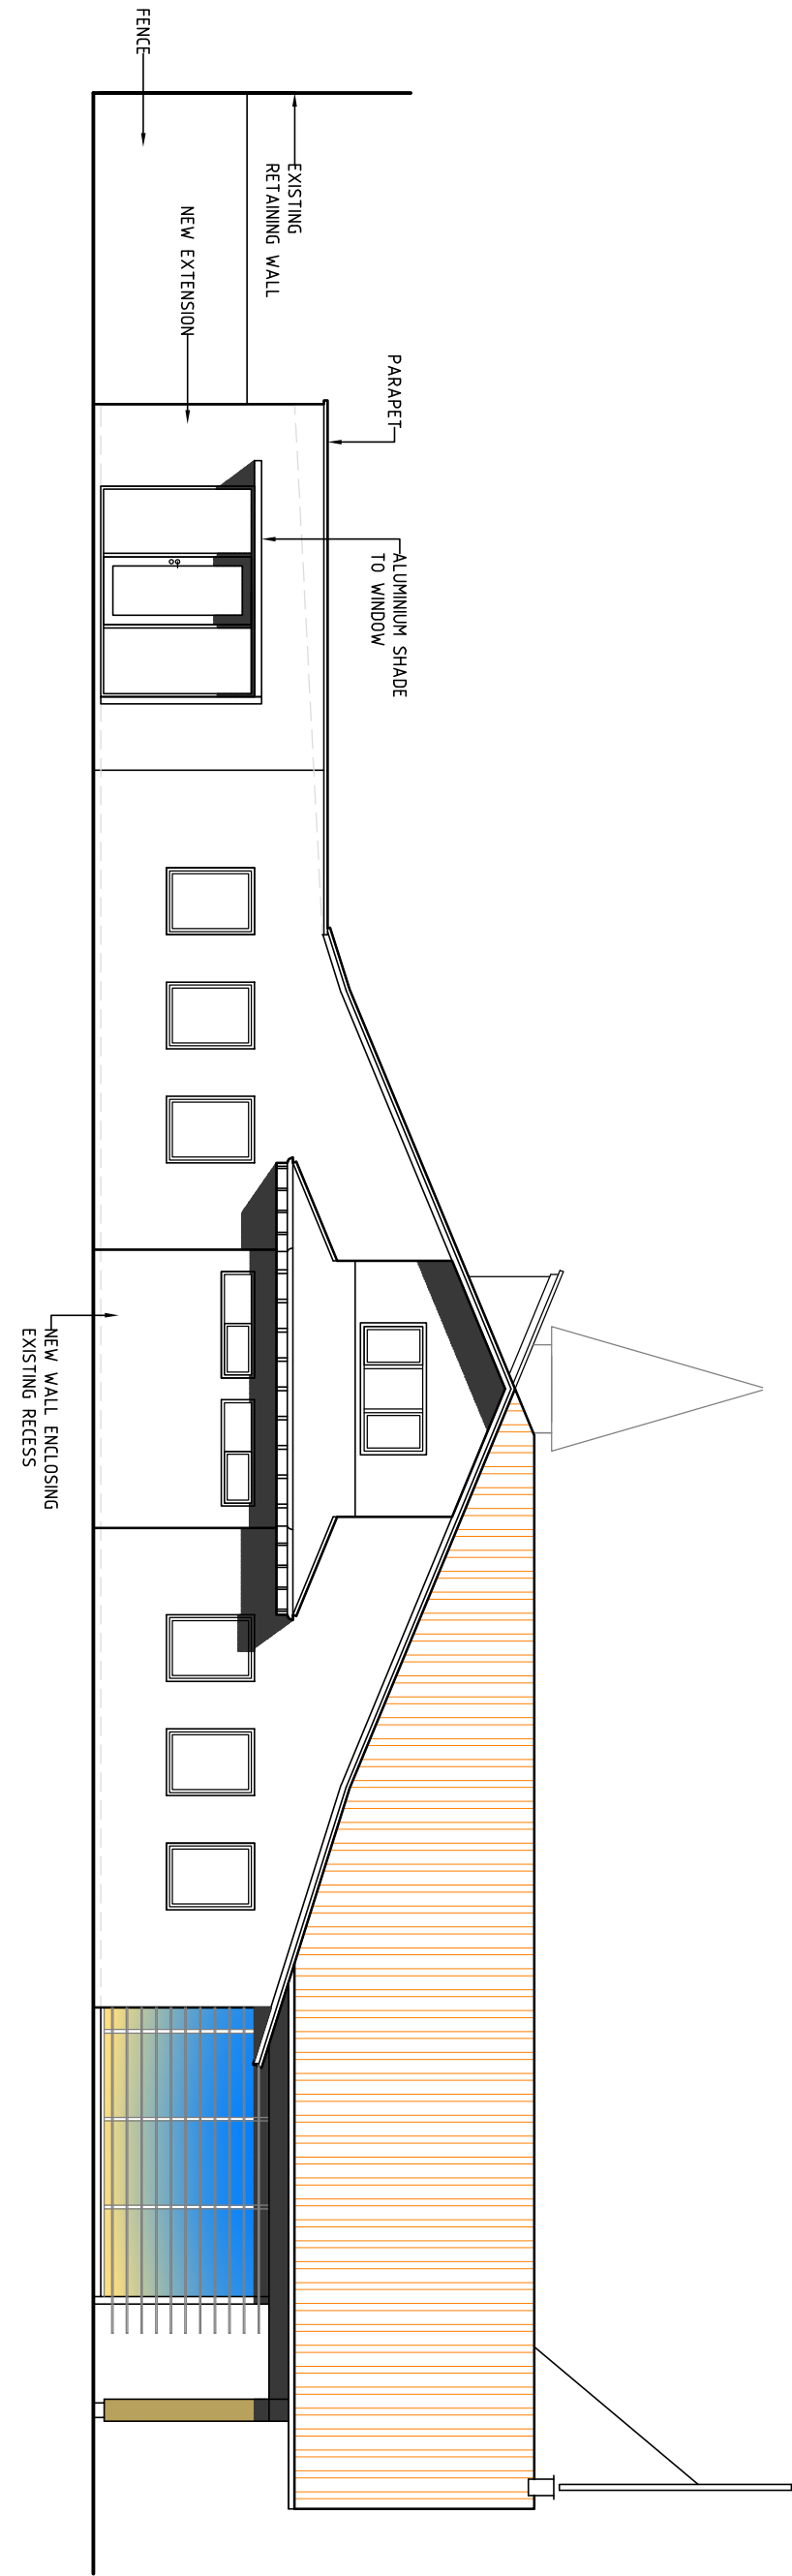 FENCE
EXISTING
RETAINING WALL
NEW EXTENSION
PARAPET
ALUMINIUM SHADE
TO WINDOW
NEW WALL ENCLOSING
EXISTING RECESS